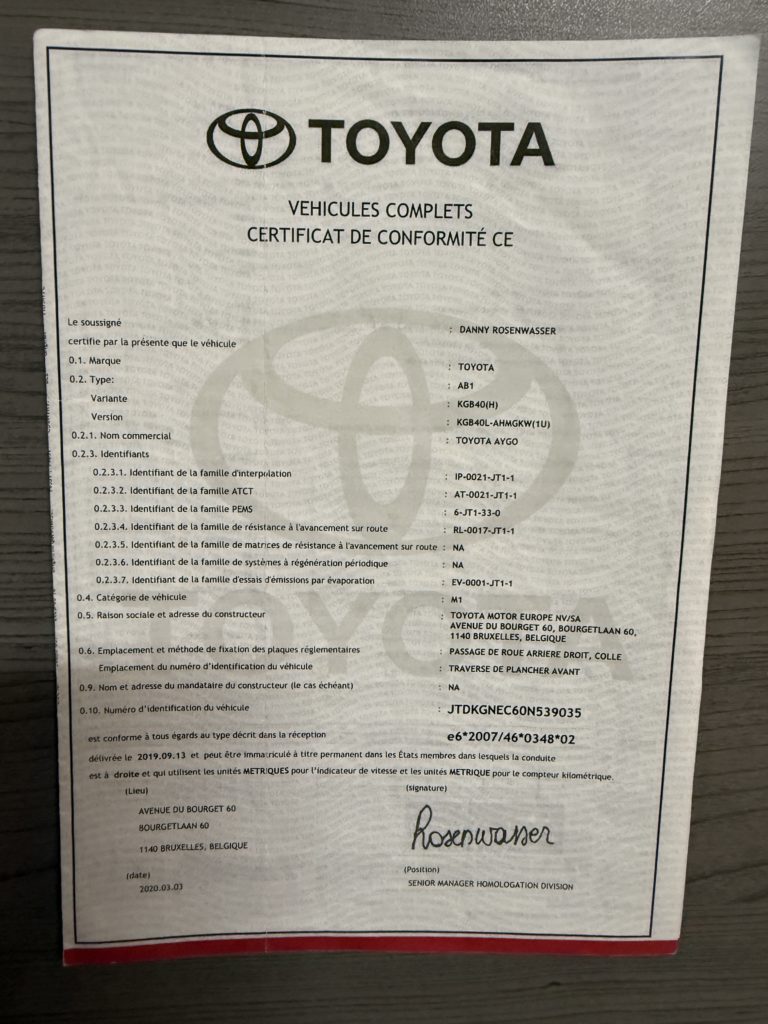 TOYOTA
VEHICULES COMPLETS
CERTIFICAT DE CONFORMITÉ CE
Le soussigné : DANNY ROSENWASSER
certifie par la présente que le véhicule
0.1. Marque : TOYOTA
0.2. Type: : AB1
Variante : KGB40(H)
Version : KGB40L-AHMGKW(1U)
0.2.1. Nom commercial : TOYOTA AYGO
0.2.3. Identifiants
0.2.3.1. Identifiant de la famille d'interpolation : IP-0021-JT1-1
0.2.3.2. Identifiant de la famille ATCT : AT-0021-JT1-1
0.2.3.3. Identifiant de la famille PEMS : 6-JT1-33-0
0.2.3.4. Identifiant de la famille de résistance à l'avancement sur route : RL-0017-JT1-1
0.2.3.5. Identifiant de la famille de matrices de résistance à l'avancement sur route : NA
0.2.3.6. Identifiant de la famille de systèmes à régénération périodique : NA
0.2.3.7. Identifiant de la famille d'essais d'émissions par évaporation : EV-0001-JT1-1
0.4. Catégorie de véhicule : M1
0.5. Raison sociale et adresse du constructeur : TOYOTA MOTOR EUROPE NV/SA
AVENUE DU BOURGET 60, BOURGETLAAN 60,
1140 BRUXELLES, BELGIQUE
0.6. Emplacement et méthode de fixation des plaques réglementaires : PASSAGE DE ROUE ARRIERE DROIT, COLLE
Emplacement du numéro d'identification du véhicule : TRAVERSE DE PLANCHER AVANT
0.9. Nom et adresse du mandataire du constructeur (le cas échéant) : NA
0.10. Numéro d'identification du véhicule : JTDKGNEC60N539035
est conforme à tous égards au type décrit dans la réception e6*2007/46*0348*02
délivrée le 2019.09.13 et peut être immatriculé à titre permanent dans les États membres dans lesquels la conduite
est à droite et qui utilisent les unités METRIQUES pour l'indicateur de vitesse et les unités METRIQUE pour le compteur kilométrique.
(Lieu) (signature)
AVENUE DU BOURGET 60
BOURGETLAAN 60
Rosenwasser
1140 BRUXELLES, BELGIQUE
(date) (Position)
2020.03.03 SENIOR MANAGER HOMOLOGATION DIVISION